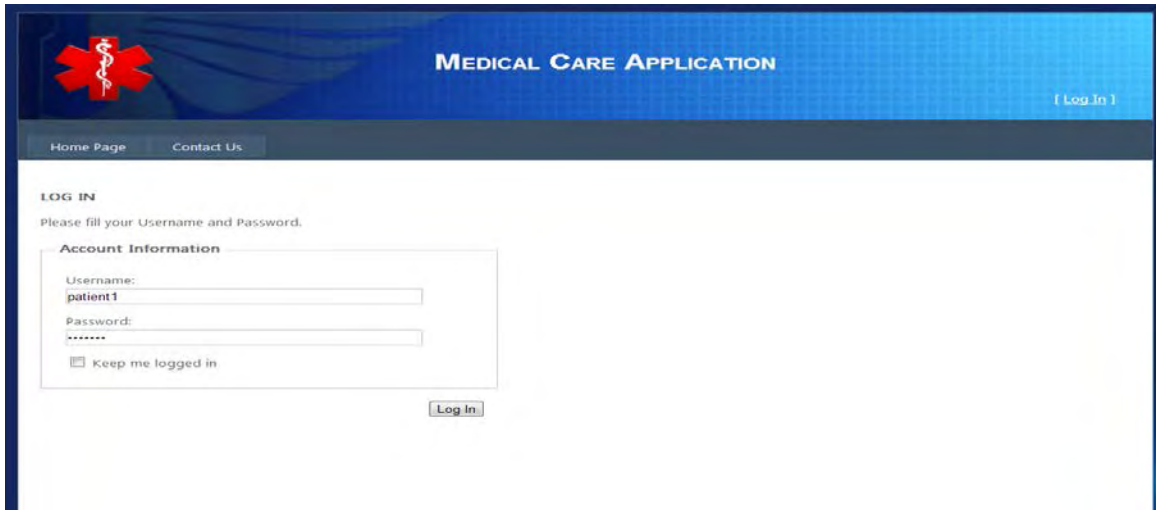 MEDICAL CARE APPLICATION
[ Log In ]
Home Page Contact Us
LOG IN
Please fill your Username and Password.
Account Information
Username:
patient1
Password:
•••••••
Keep me logged in
Log In